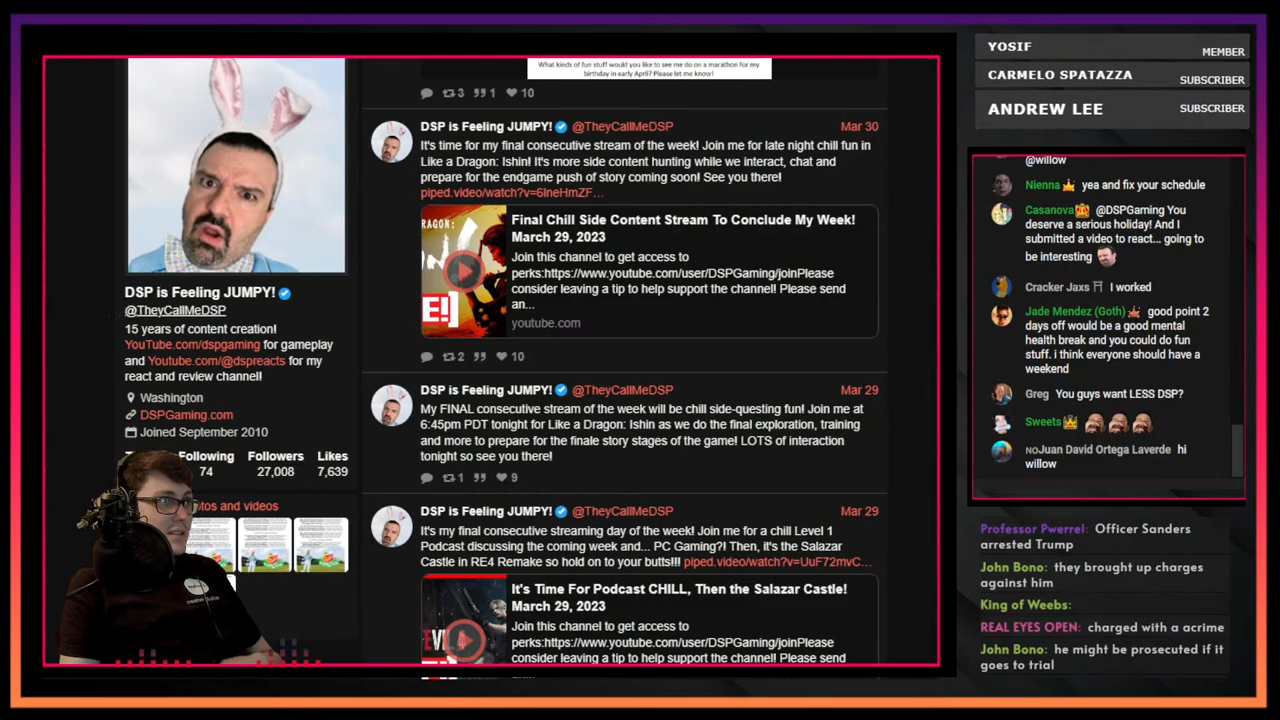 What kinds of fun stuff would you like to see me do on a marathon for my
birthday in early April? Please let me know!
3 1 10
DSP is Feeling JUMPY! @TheyCallMeDSP Mar 30
It's time for my final consecutive stream of the week! Join me for late night chill fun in
Like a Dragon: Ishin! It's more side content hunting while we interact, chat and
prepare for the endgame push of story coming soon! See you there!
piped.video/watch?v=6IneHmZF…
Final Chill Side Content Stream To Conclude My Week!
March 29, 2023
Join this channel to get access to
perks:https://www.youtube.com/user/DSPGaming/joinPlease
consider leaving a tip to help support the channel! Please send
an...
youtube.com
2 10
DSP is Feeling JUMPY! @TheyCallMeDSP Mar 29
My FINAL consecutive stream of the week will be chill side-questing fun! Join me at
6:45pm PDT tonight for Like a Dragon: Ishin as we do the final exploration, training
and more to prepare for the finale story stages of the game! LOTS of interaction
tonight so see you there!
1 9
DSP is Feeling JUMPY! @TheyCallMeDSP Mar 29
It's my final consecutive streaming day of the week! Join me for a chill Level 1
Podcast discussing the coming week and... PC Gaming?! Then, it's the Salazar
Castle in RE4 Remake so hold on to your butts!!! piped.video/watch?v=UuF72mvC…
It's Time For Podcast CHILL, Then the Salazar Castle!
March 29, 2023
Join this channel to get access to
perks:https://www.youtube.com/user/DSPGaming/joinPlease
consider leaving a tip to help support the channel! Please send
DSP is Feeling JUMPY!
@TheyCallMeDSP
15 years of content creation!
YouTube.com/dspgaming for gameplay
and Youtube.com/@dspreacts for my
react and review channel!
Washington
DSPGaming.com
Joined September 2010
Following Followers Likes
74 27,008 7,639
otos and videos
YOSIF MEMBER
CARMELO SPATAZZA SUBSCRIBER
ANDREW LEE SUBSCRIBER
@willow
Nienna yea and fix your schedule
Casanova @DSPGaming You
deserve a serious holiday! And i
submitted a video to react... going to
be interesting
Cracker Jaxs I worked
Jade Mendez (Goth) good point 2
days off would be a good mental
health break and you could do fun
stuff. i think everyone should have a
weekend
Greg You guys want LESS DSP?
Sweets
NOJuan David Ortega Laverde hi
willow
Professor Pwerel: Officer Sanders
arrested Trump
John Bono: they brought up charges
against him
King of Weebs:
REAL EYES OPEN: charged with a acrime
John Bono: he might be prosecuted if it
goes to trial